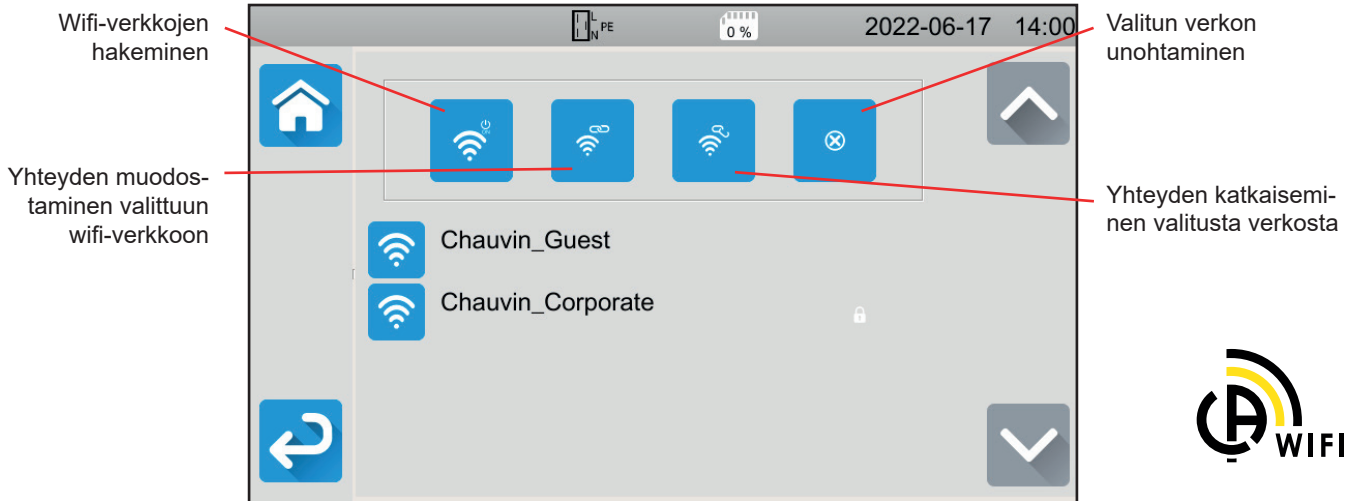 Wifi-verkkojen
hakeminen
L
N PE
0 %
2022-06-17 14:00
Valitun verkon
unohtaminen
Yhteyden muodos-
taminen valittuun
wifi-verkkoon
Yhteyden katkaisemi-
nen valitusta verkosta
Chauvin_Guest
Chauvin_Corporate
CA
WIFI